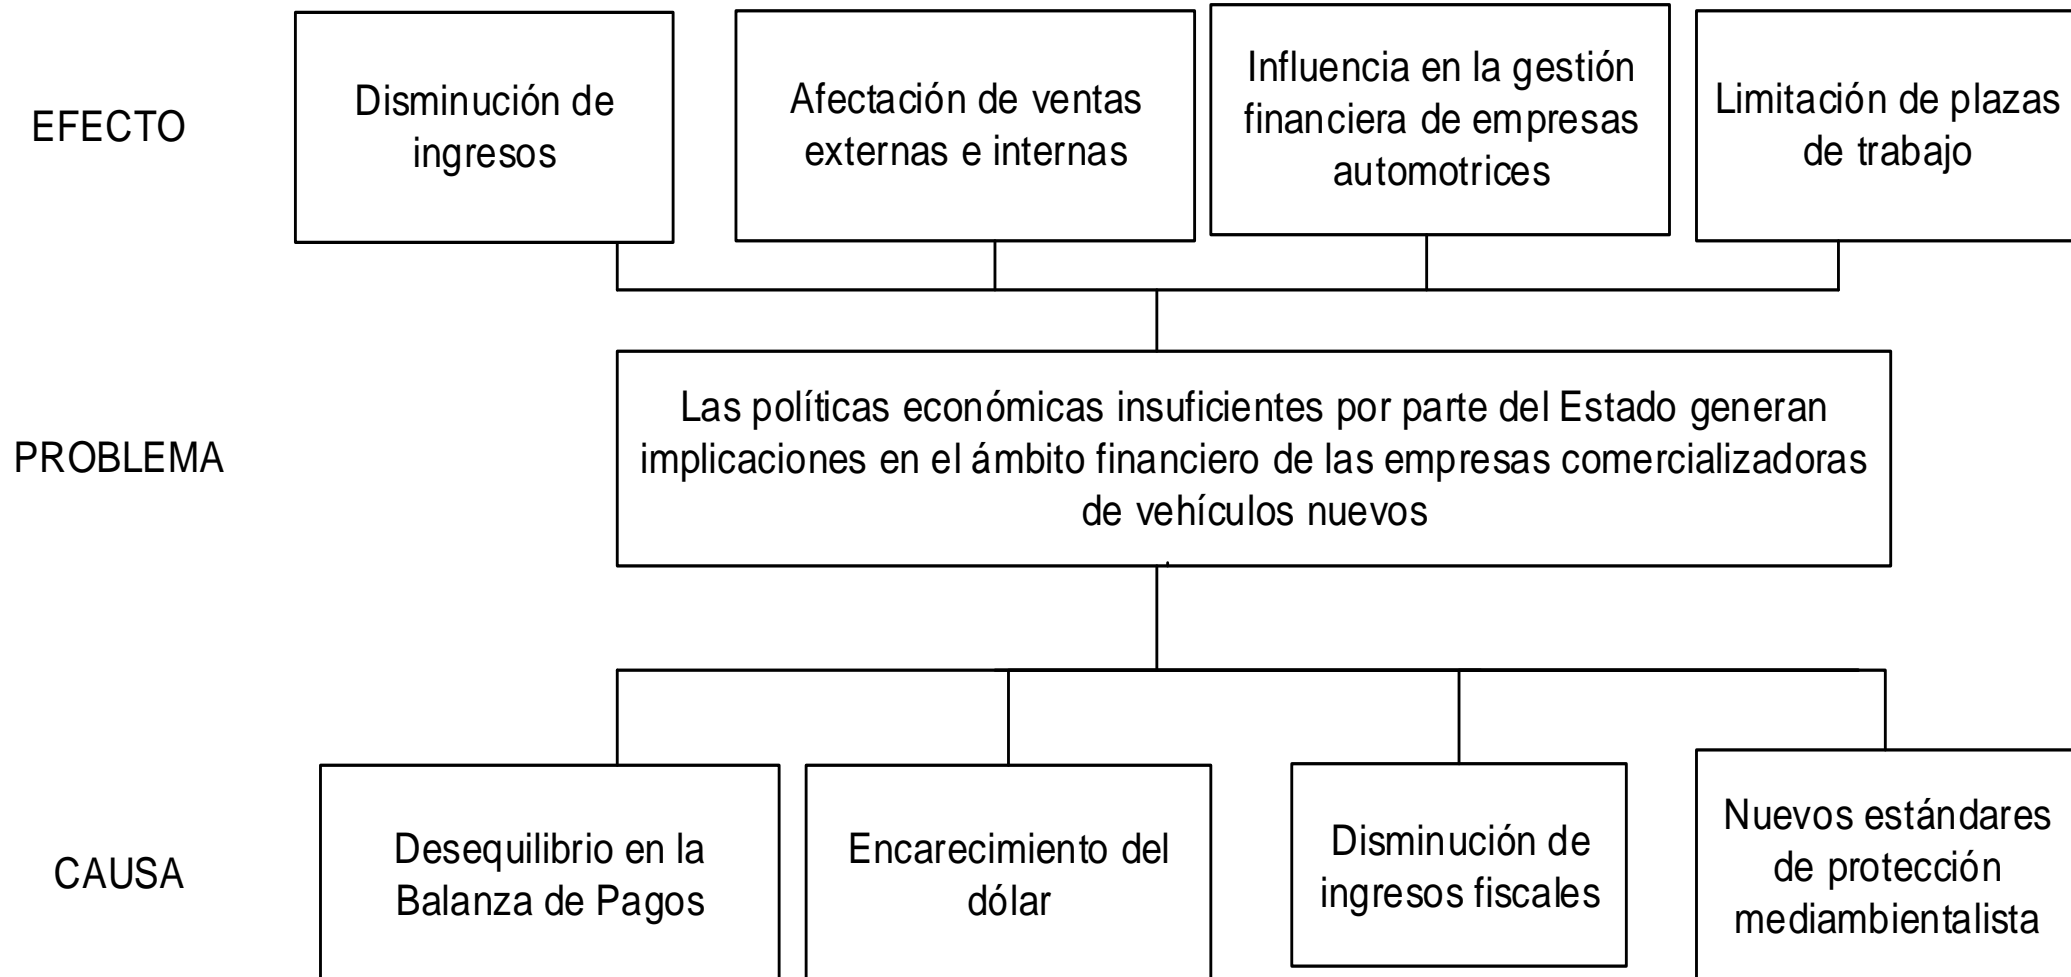 EFECTO
Disminución de
ingresos
Afectación de ventas
externas e internas
Influencia en la gestión
financiera de empresas
automotrices
Limitación de plazas
de trabajo
PROBLEMA
Las políticas económicas insuficientes por parte del Estado generan
implicaciones en el ámbito financiero de las empresas comercializadoras
de vehículos nuevos
CAUSA
Desequilibrio en la
Balanza de Pagos
Encarecimiento del
dólar
Disminución de
ingresos fiscales
Nuevos estándares
de protección
mediambientalista